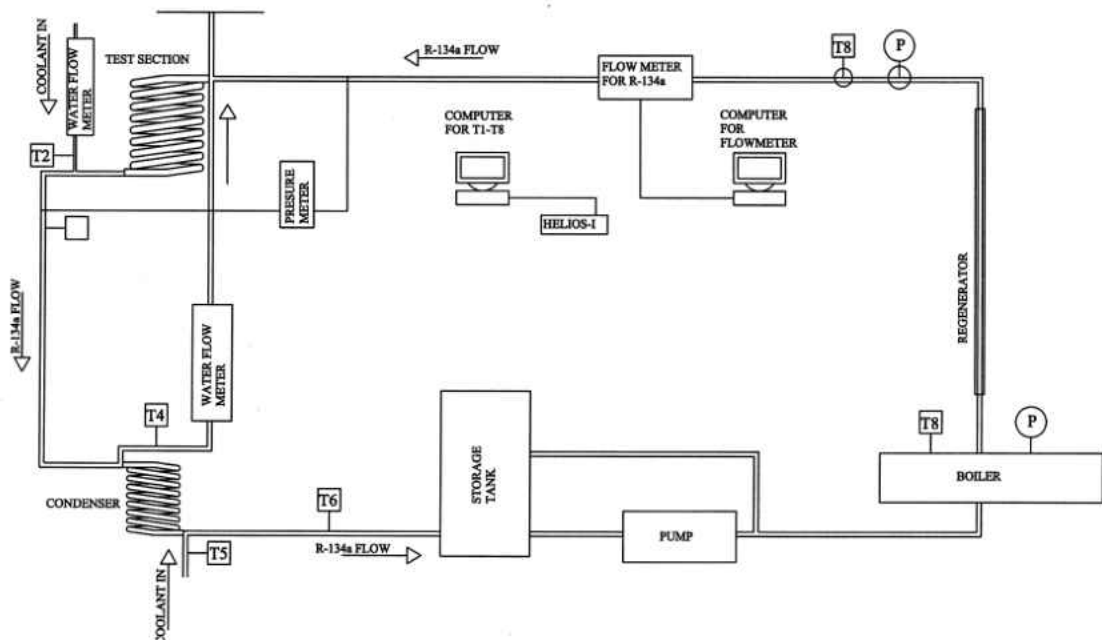 COOLANT IN
WATER FLOW
METER
TEST SECTION
T2
R-134a FLOW
FLOW METER
FOR R-134a
T8
P
COMPUTER
FOR T1-T8
COMPUTER
FOR
FLOWMETER
PRESURE
METER
HELIOS-I
REGENERATOR
R-134a FLOW
WATER FLOW
METER
T4
STORAGE
TANK
T8
P
BOILER
CONDENSER
T6
PUMP
R-134a FLOW
T5
COOLANT IN